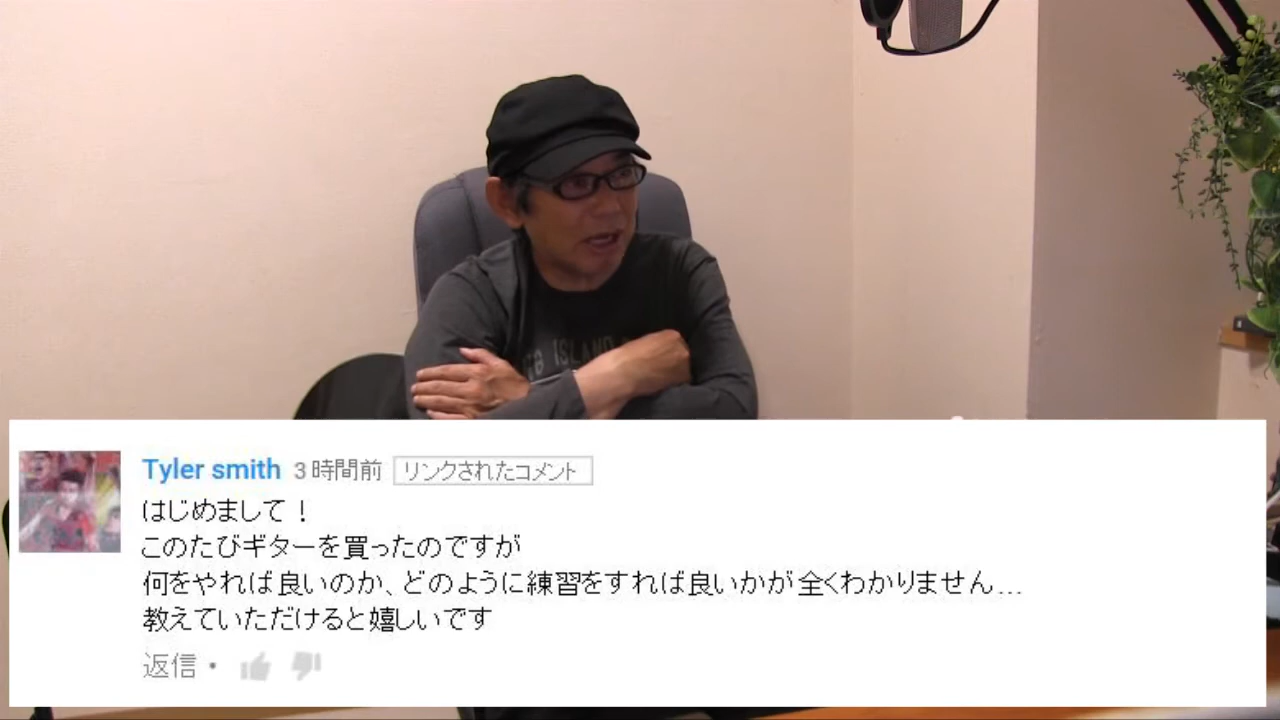 ISLAND
Tyler smith 3時間前 リンクされたコメント
はじめまして！
このたびギターを買ったのですが
何をやれば良いのか、どのように練習をすれば良いかが全くわかりません…
教えていただけると嬉しいです
返信・